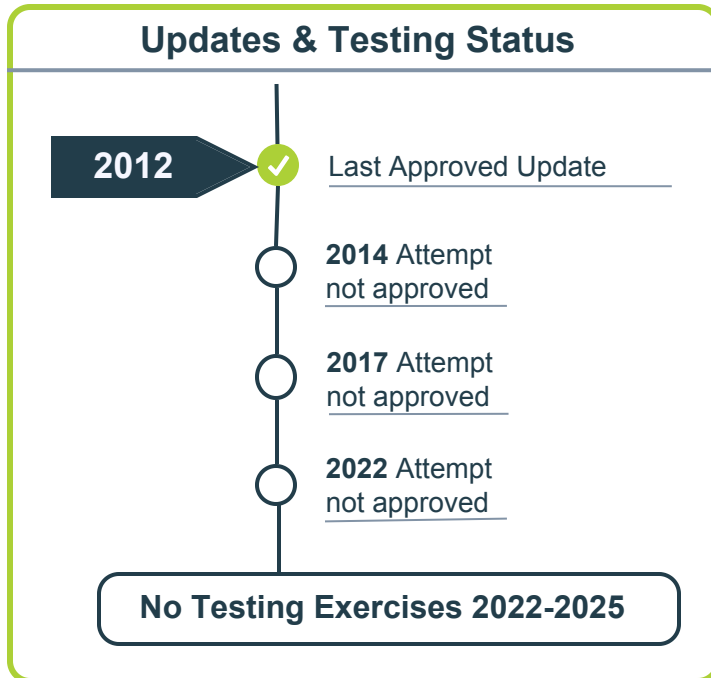 Updates & Testing Status
2012
Last Approved Update
2014 Attempt
not approved
2017 Attempt
not approved
2022 Attempt
not approved
No Testing Exercises 2022-2025